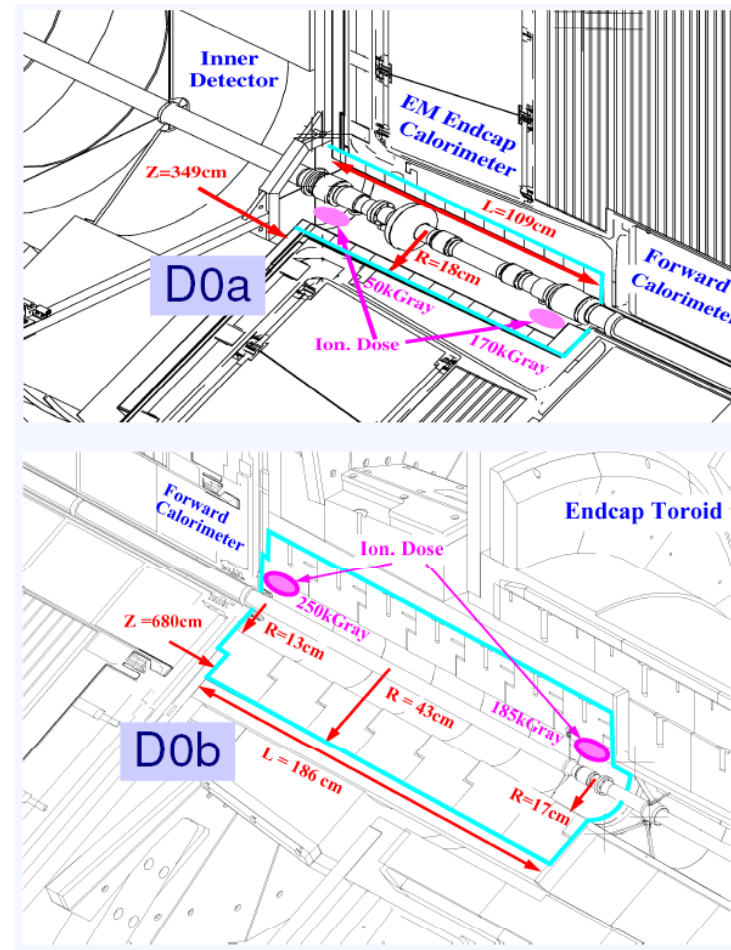 Inner
Detector
EM Endcap
Calorimeter
Z=349cm
L=109cm
R=18cm
Forward
Calorimeter
D0a
50kGray
Ion. Dose
170kGray
Forward
Calorimeter
Endcap Toroid
Ion. Dose
250kGray
Z =680cm
R=13cm
R = 43cm
185kGray
D0b
L = 186 cm
R=17cm